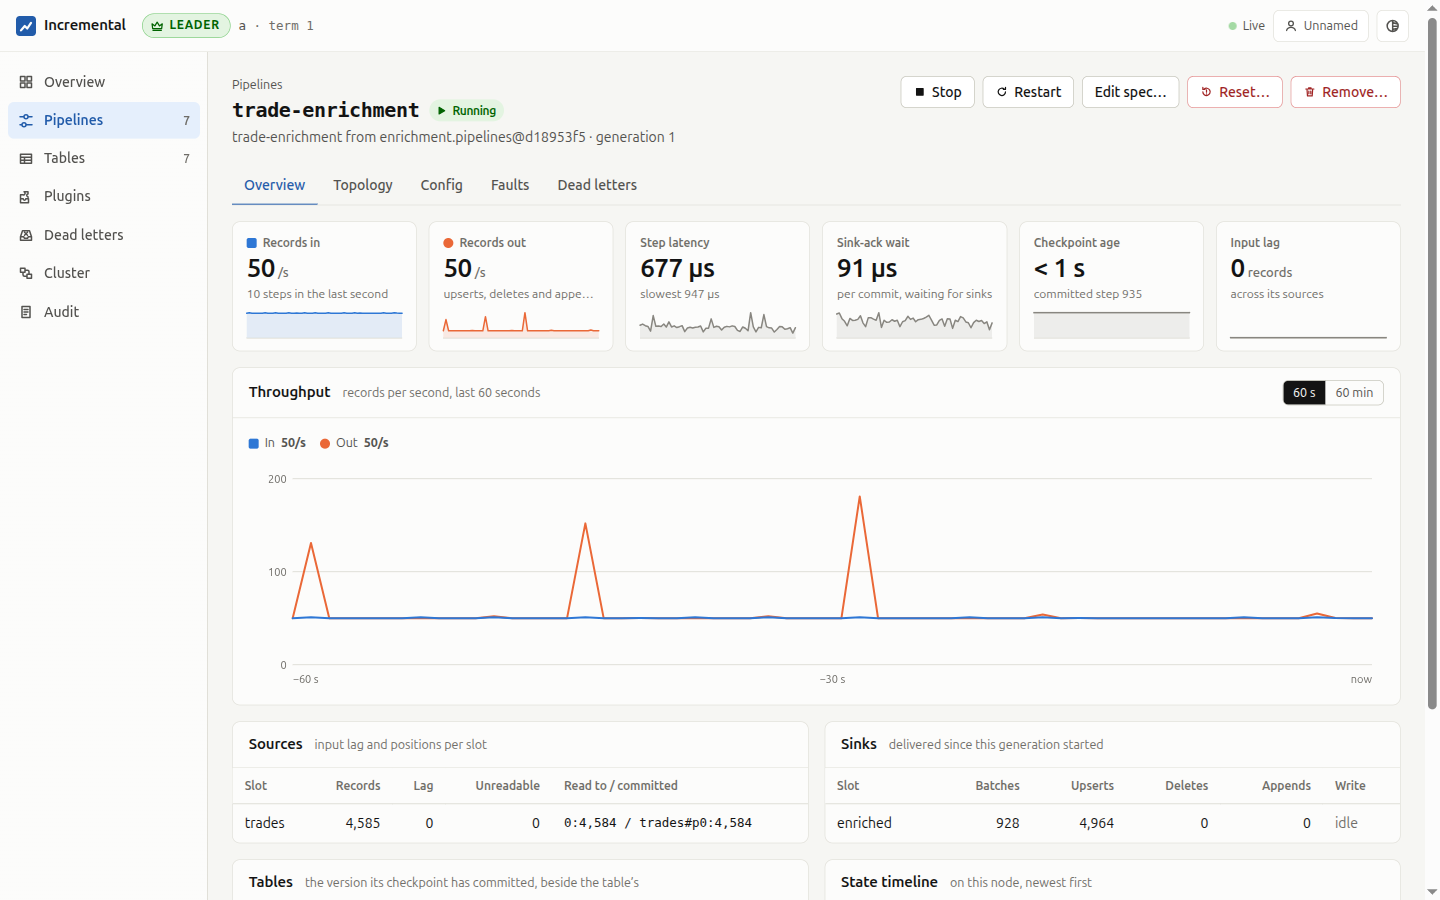 Incremental
LEADER
a · term 1
Live
Unnamed
Overview
Pipelines 7
Tables 7
Plugins
Dead letters
Cluster
Audit
Pipelines
trade-enrichment
Running
trade-enrichment from enrichment.pipelines@d18953f5 · generation 1
Stop
Restart
Edit spec…
Reset…
Remove…
Overview Topology Config Faults Dead letters
Records in
50 /s
10 steps in the last second
Records out
50 /s
upserts, deletes and appe…
Step latency
677 µs
slowest 947 µs
Sink-ack wait
91 µs
per commit, waiting for sinks
Checkpoint age
< 1 s
committed step 935
Input lag
0 records
across its sources
Throughput records per second, last 60 seconds
60 s 60 min
In 50/s Out 50/s
200
100
0
−60 s −30 s now
Sources input lag and positions per slot
Slot Records Lag Unreadable Read to / committed
trades 4,585 0 0 0:4,584 / trades#p0:4,584
Sinks delivered since this generation started
Slot Batches Upserts Deletes Appends Write
enriched 928 4,964 0 0 idle
Tables the version its checkpoint has committed, beside the table's
State timeline on this node, newest first